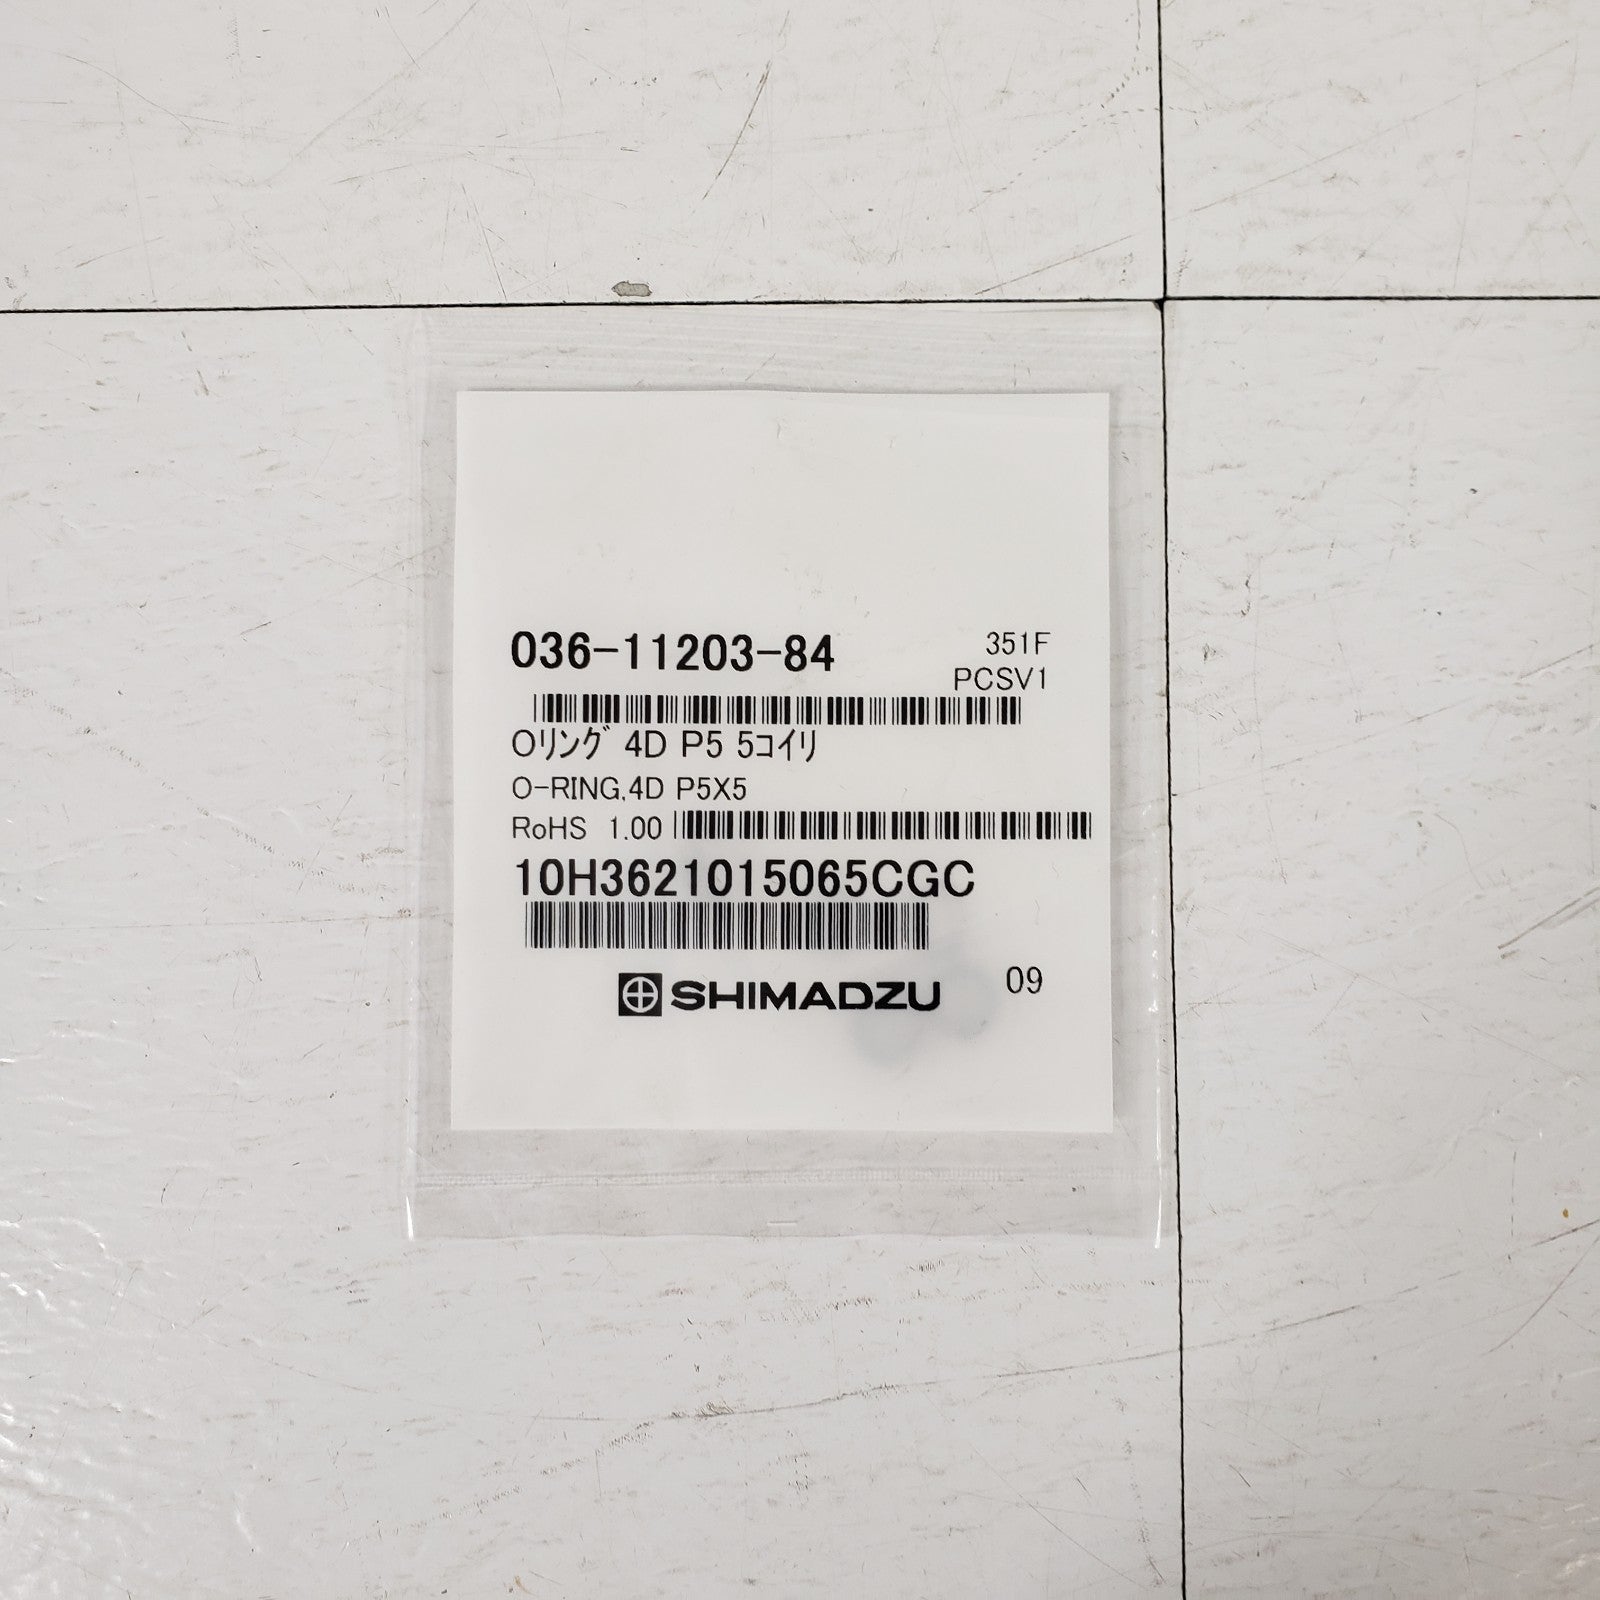 036-11203-84
351F
PCSV1
Oリング 4D P5 5コイリ
O-RING,4D P5X5
RoHS 1.00
10H3621015065CGC
SHIMADZU
09